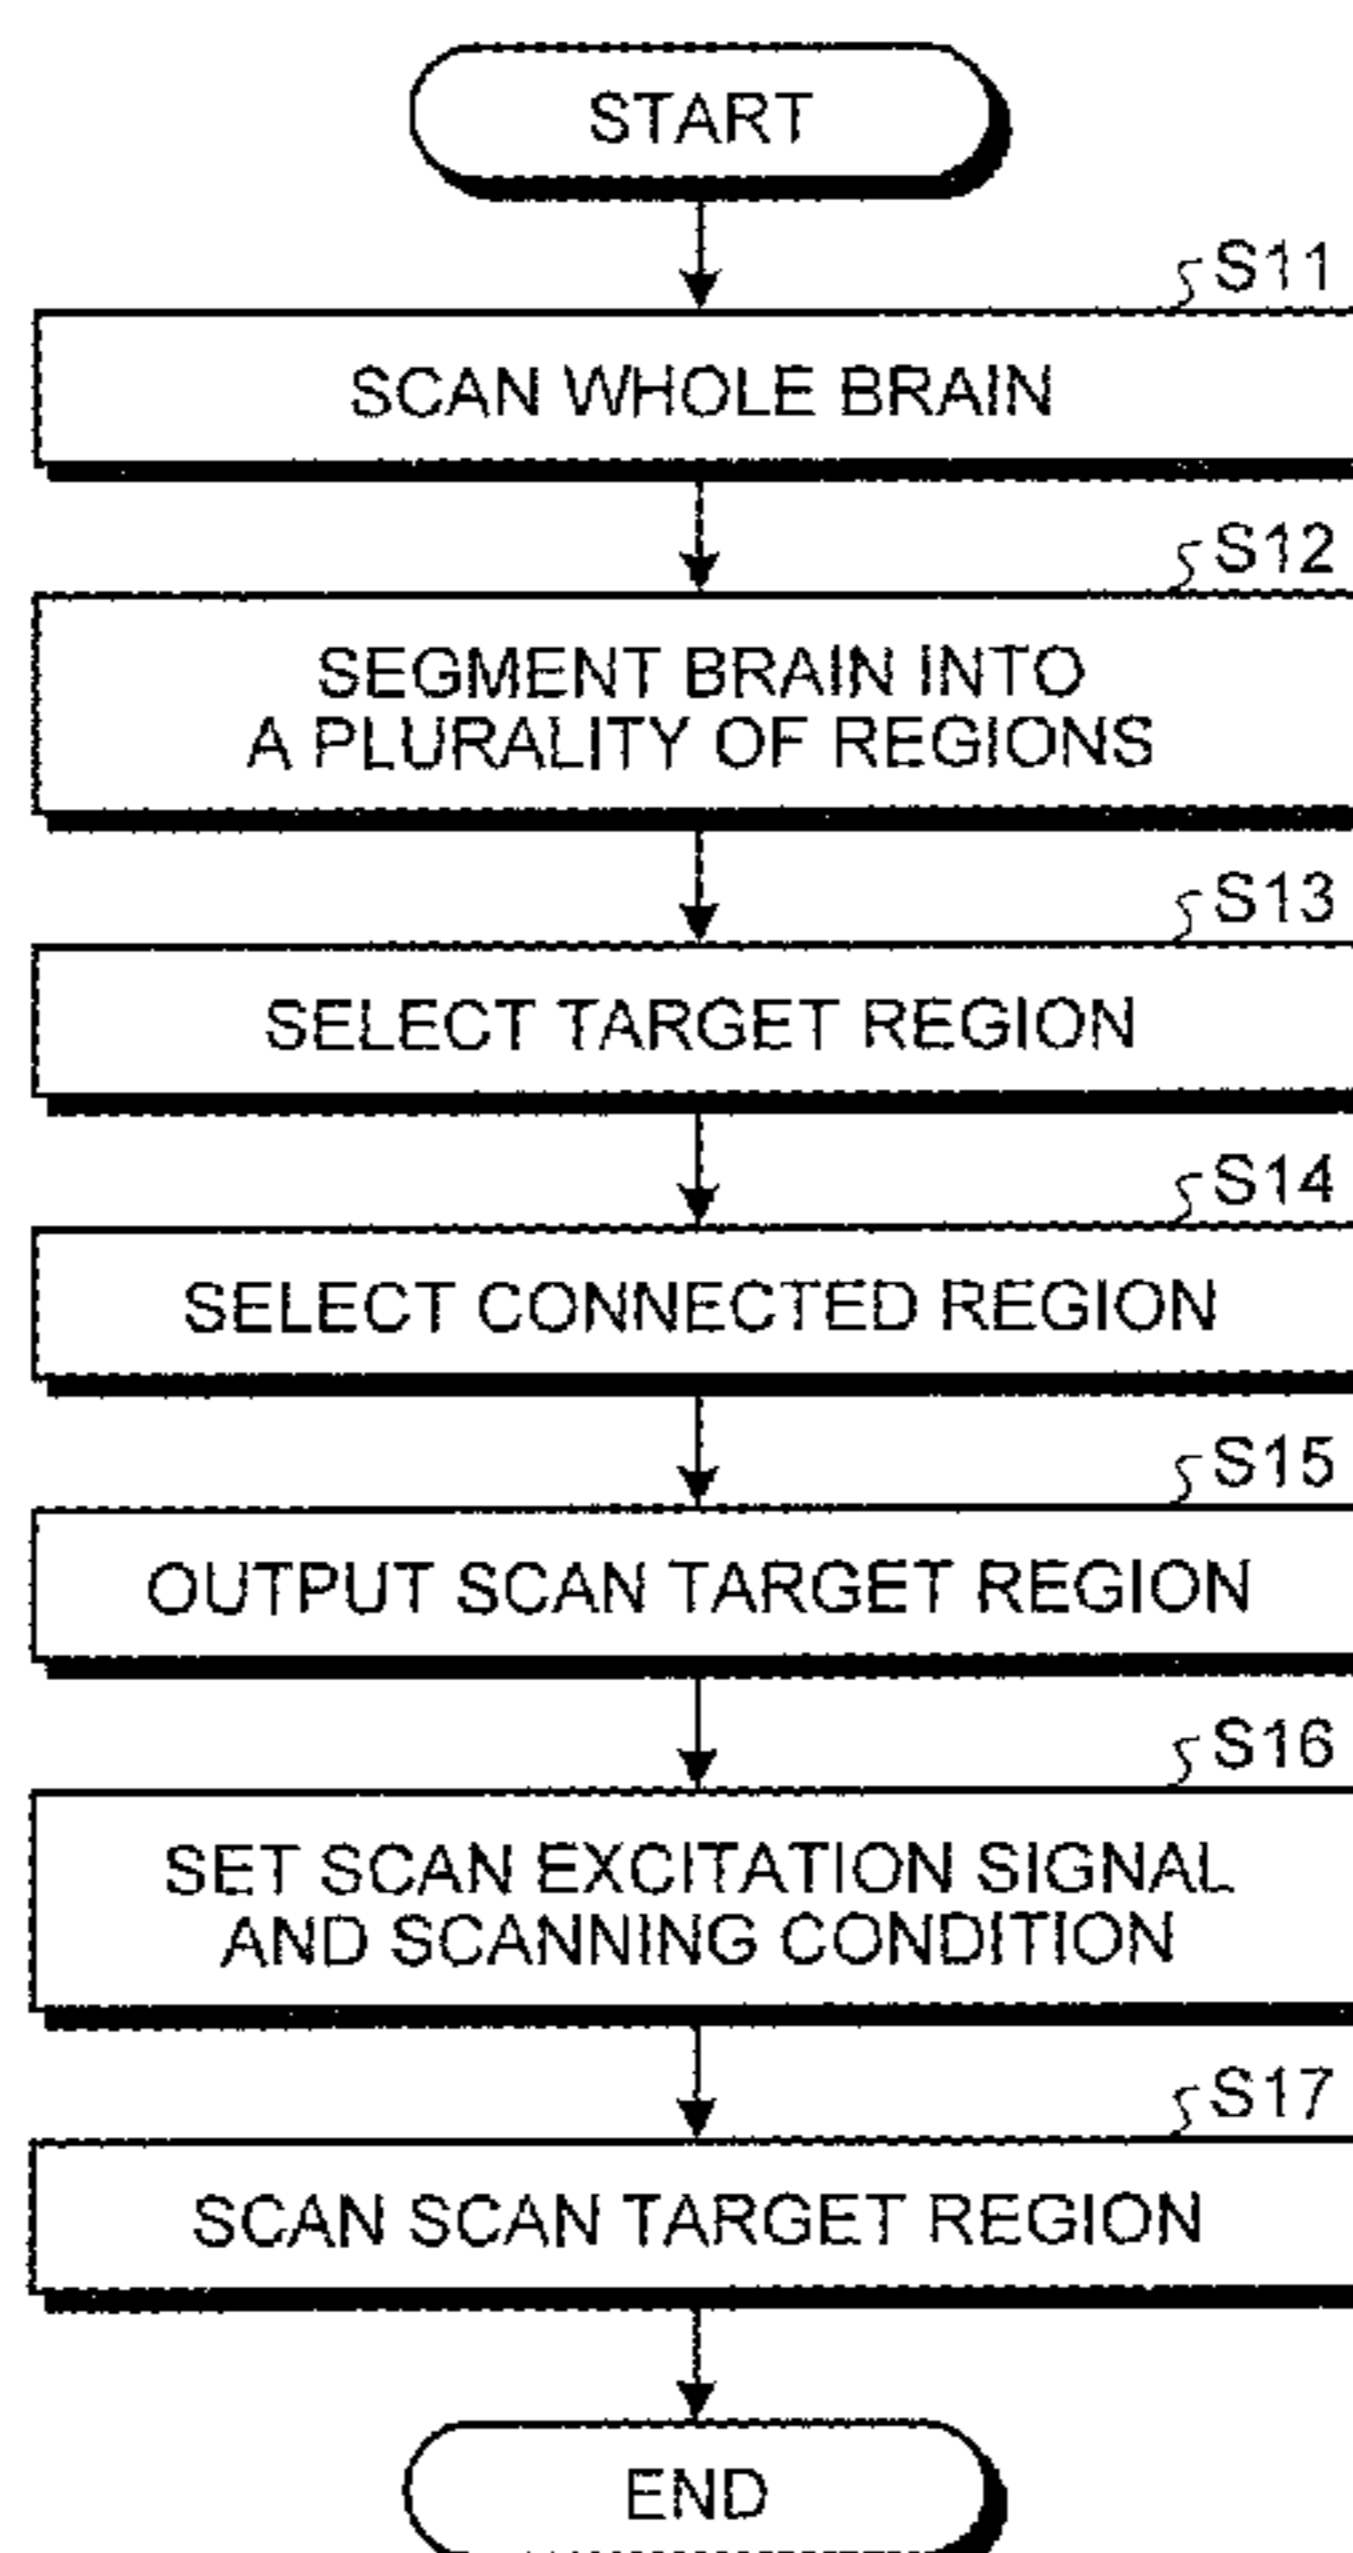 START
S11
SCAN WHOLE BRAIN
S12
SEGMENT BRAIN INTO
A PLURALITY OF REGIONS
S13
SELECT TARGET REGION
S14
SELECT CONNECTED REGION
S15
OUTPUT SCAN TARGET REGION
S16
SET SCAN EXCITATION SIGNAL
AND SCANNING CONDITION
S17
SCAN SCAN TARGET REGION
END